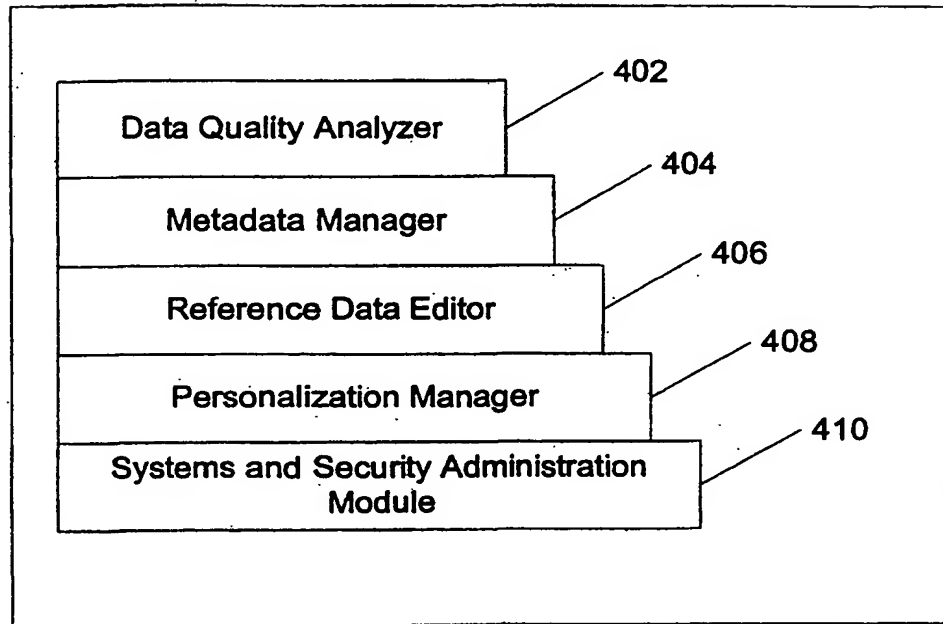 402
Data Quality Analyzer
404
Metadata Manager
406
Reference Data Editor
408
Personalization Manager
410
Systems and Security Administration
Module